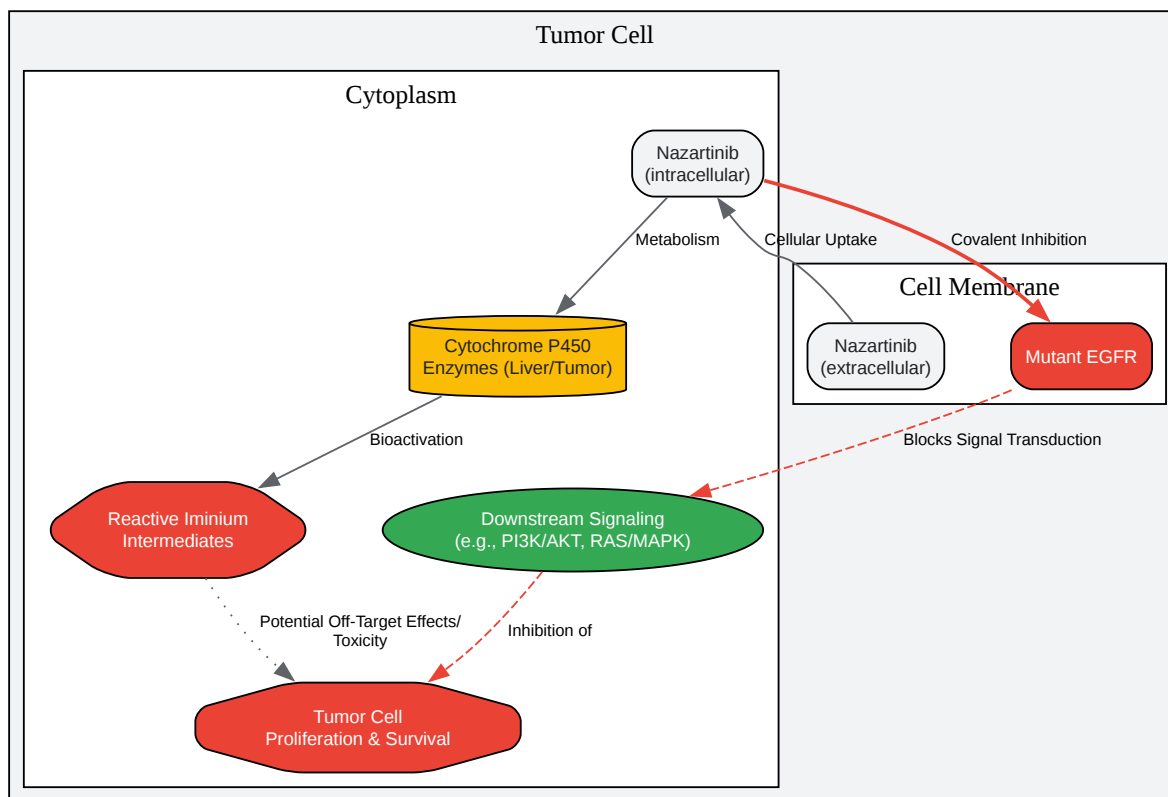 Tumor Cell
Cytoplasm
Nazartinib
(intracellular)
Metabolism
Cellular Uptake
Covalent Inhibition
Cell Membrane
Cytochrome P450
Enzymes (Liver/Tumor)
Nazartinib
(extracellular)
Mutant EGFR
Bioactivation
Blocks Signal Transduction
Reactive Iminium
Intermediates
Downstream Signaling
(e.g., PI3K/AKT, RAS/MAPK)
Potential Off-Target Effects/
Toxicity
Inhibition of
Tumor Cell
Proliferation & Survival